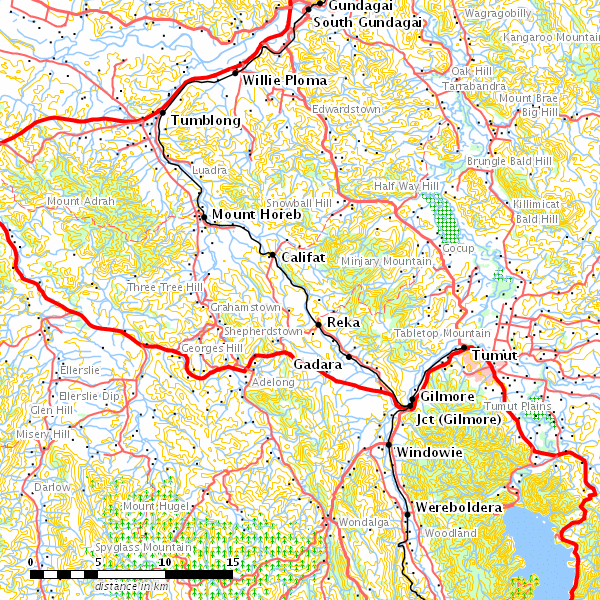 Gundagai
South Gundagai
Wagragobilly
Kangaroo Mountain
Willie Ploma
Oak Hill
Tarrabandra
Mount Brae
Big Hill
Edwardstown
Tumblong
Brungle Bald Hill
Luadra
Half Way Hill
Mount Adrah
Snowball Hill
Killimicat
Bald Hill
Mount Horeb
Gocup
Califat
Minjary Mountain
Three Tree Hill
Grahamstown
Reka
Shepherdstown
Tabletop Mountain
Georges Hill
Tumut
Gadara
Ellerslie
Adelong
Ellerslie Dip
Gilmore
Glen Hill
Tumut Plains
Jct (Gilmore)
Misery Hill
Windowie
Darlow
Mount Hugel
Wereboldera
Wondalga
Woodland
Spyglass Mountain
0 5 10 15
distance in km